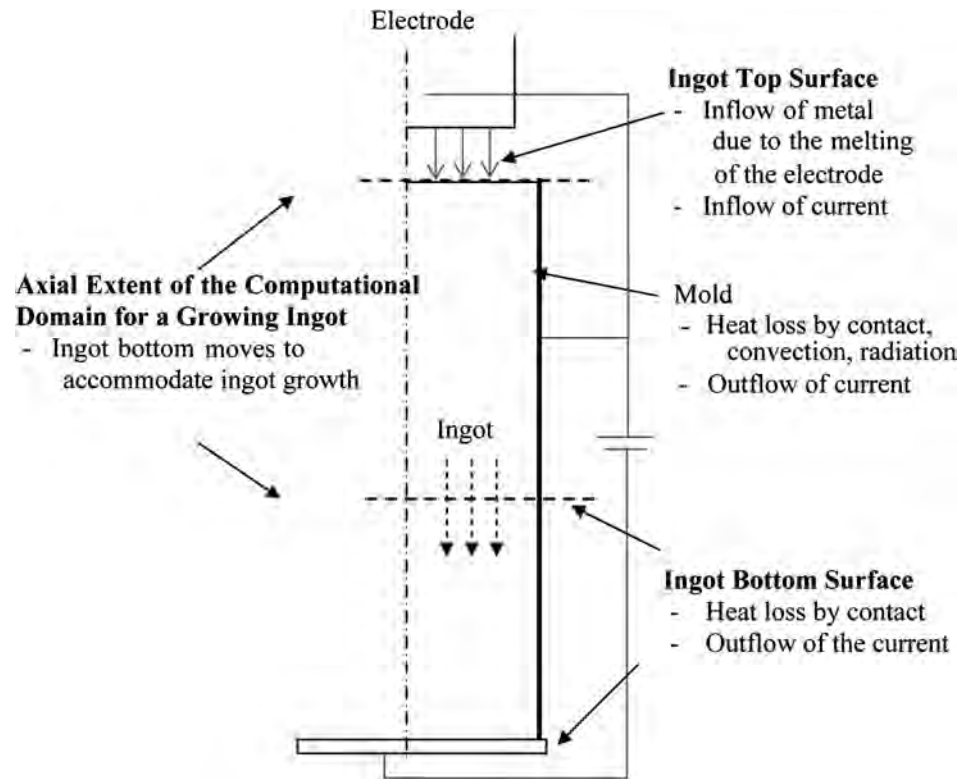 Electrode
Ingot Top Surface
- Inflow of metal
due to the melting
of the electrode
- Inflow of current
Axial Extent of the Computational
Domain for a Growing Ingot
- Ingot bottom moves to
accommodate ingot growth
Mold
- Heat loss by contact,
convection, radiation
- Outflow of current
Ingot
Ingot Bottom Surface
- Heat loss by contact
- Outflow of the current